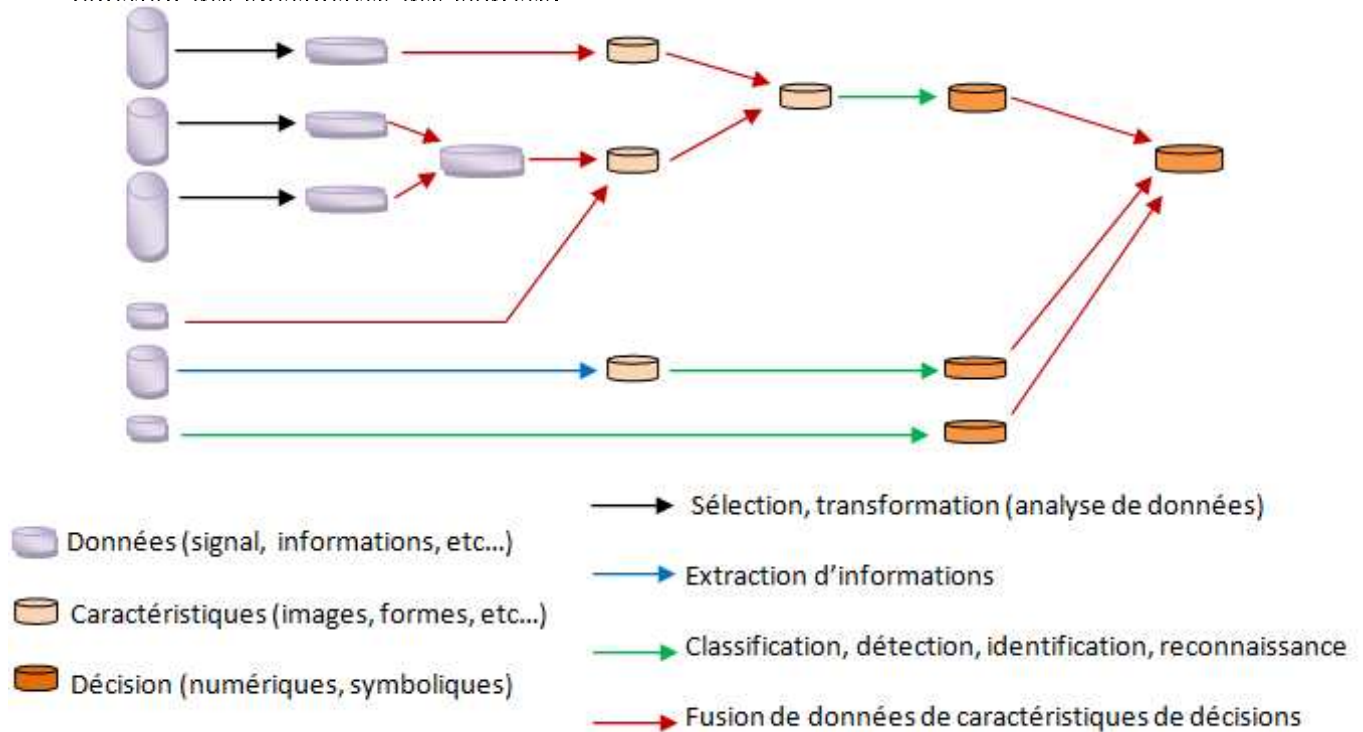 Sélection, transformation (analyse de données)
Données (signal, informations, etc...)
Extraction d'informations
Caractéristiques (images, formes, etc...)
Classification, détection, identification, reconnaissance
Décision (numériques, symboliques)
Fusion de données de caractéristiques de décisions